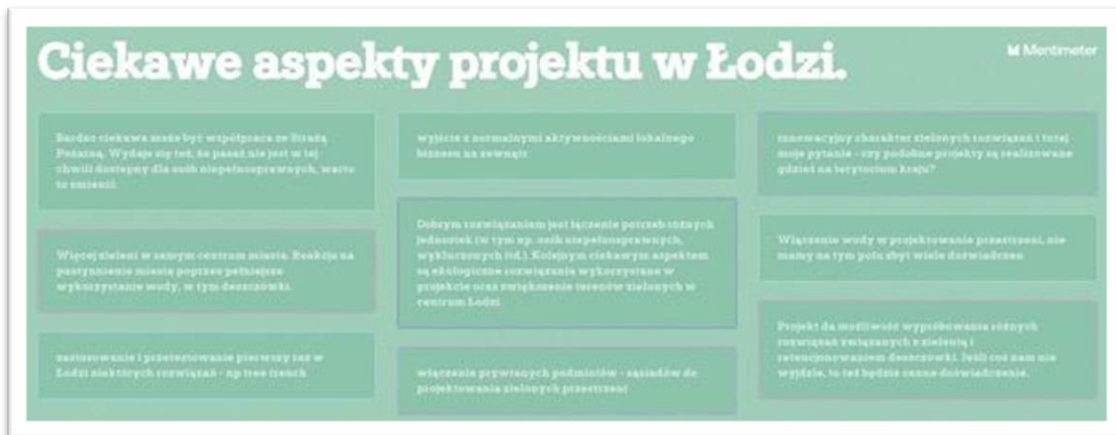 Ciekawe aspekty projektu w Łodzi.
Mentimeter
Bardzo ciekawa może być współpraca ze Strażą
Pożarną. Wydaje się też, że pasaż nie jest w tej
chwili dostępny dla osób niepełnosprawnych, warto
to zmienić
Więcej zieleni w samym centrum miasta. Reakcja na
pustynnienie miasta poprzez pełniejsze
wykorzystanie wody, w tym deszczówki.
zastosowanie i przetestowanie pierwszy raz w
Łodzi niektórych rozwiązań - np tree trench
wyjście z normalnymi aktywnościami lokalnego
biznesu na zewnątrz
Dobrym rozwiązaniem jest łączenie potrzeb różnych
jednostek (w tym np. osób niepełnosprawnych,
wykluczonych itd.). Kolejnym ciekawym aspektem
są ekologiczne rozwiązania wykorzystane w
projekcie oraz zwiększenie terenów zielonych w
centrum Łodzi.
włączenie prywatnych podmiotów - sąsiadów do
projektowania zielonych przestrzeni
innowacyjny charakter zielonych rozwiązań i tutaj
moje pytanie - czy podobne projekty są realizowane
gdzieś na terytorium kraju?
Włączenie wody w projektowanie przestrzeni, nie
mamy na tym polu zbyt wiele doświadczeń
Projekt da możliwość wypróbowania różnych
rozwiązań związanych z zielenią i
retencjonowaniem deszczówki. Jeśli coś nam nie
wyjdzie, to też będzie cenne doświadczenie.